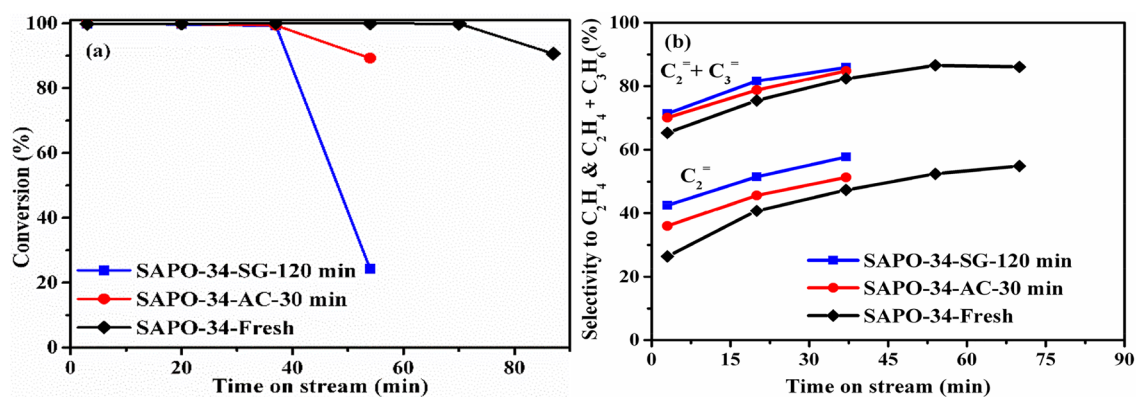 100
80
60
40
20
0
Conversion (%)
(a)
SAPO-34-SG-120 min
SAPO-34-AC-30 min
SAPO-34-Fresh
0 20 40 60 80
Time on stream (min)
100
80
60
40
20
0
Selectivity to C₂H₄ & C₂H₄ + C₃H₆(%)
(b)
C₂⁼+ C₃⁼
C₂⁼
SAPO-34-SG-120 min
SAPO-34-AC-30 min
SAPO-34-Fresh
0 15 30 45 60 75 90
Time on stream (min)